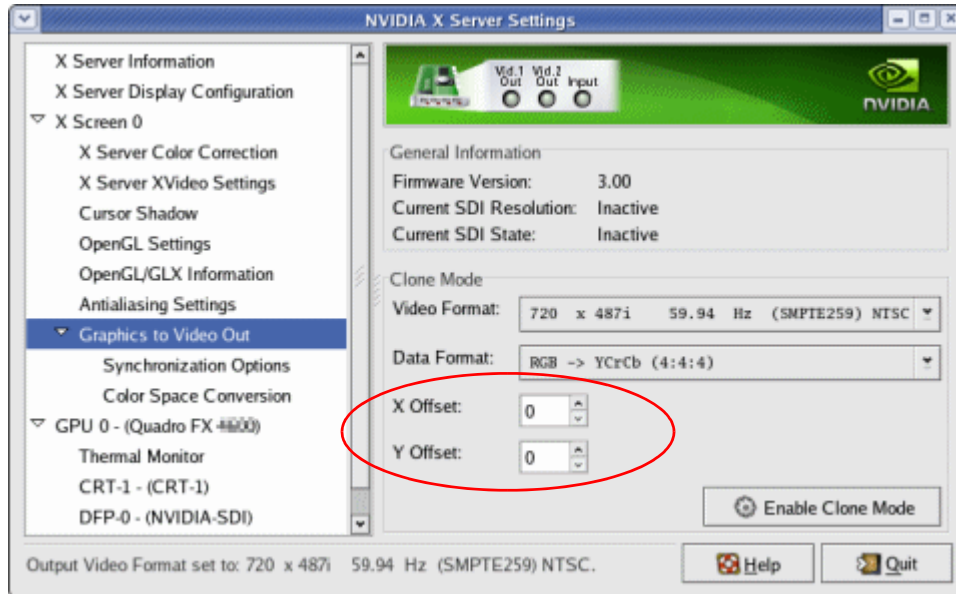 NVIDIA X Server Settings
X Server Information
X Server Display Configuration
X Screen 0
X Server Color Correction
X Server XVideo Settings
Cursor Shadow
OpenGL Settings
OpenGL/GLX Information
Antialiasing Settings
Graphics to Video Out
Synchronization Options
Color Space Conversion
GPU 0 - (Quadro FX
Thermal Monitor
CRT-1 - (CRT-1)
DFP-0 - (NVIDIA-SDI)
Vid.1 Out
Vid.2 Out
Input
NVIDIA
General Information
Firmware Version: 3.00
Current SDI Resolution: Inactive
Current SDI State: Inactive
Clone Mode
Video Format: 720 x 487i 59.94 Hz (SMPTE259) NTSC
Data Format: RGB -> YCrCb (4:4:4)
X Offset: 0
Y Offset: 0
Enable Clone Mode
Output Video Format set to: 720 x 487i 59.94 Hz (SMPTE259) NTSC.
Help
Quit